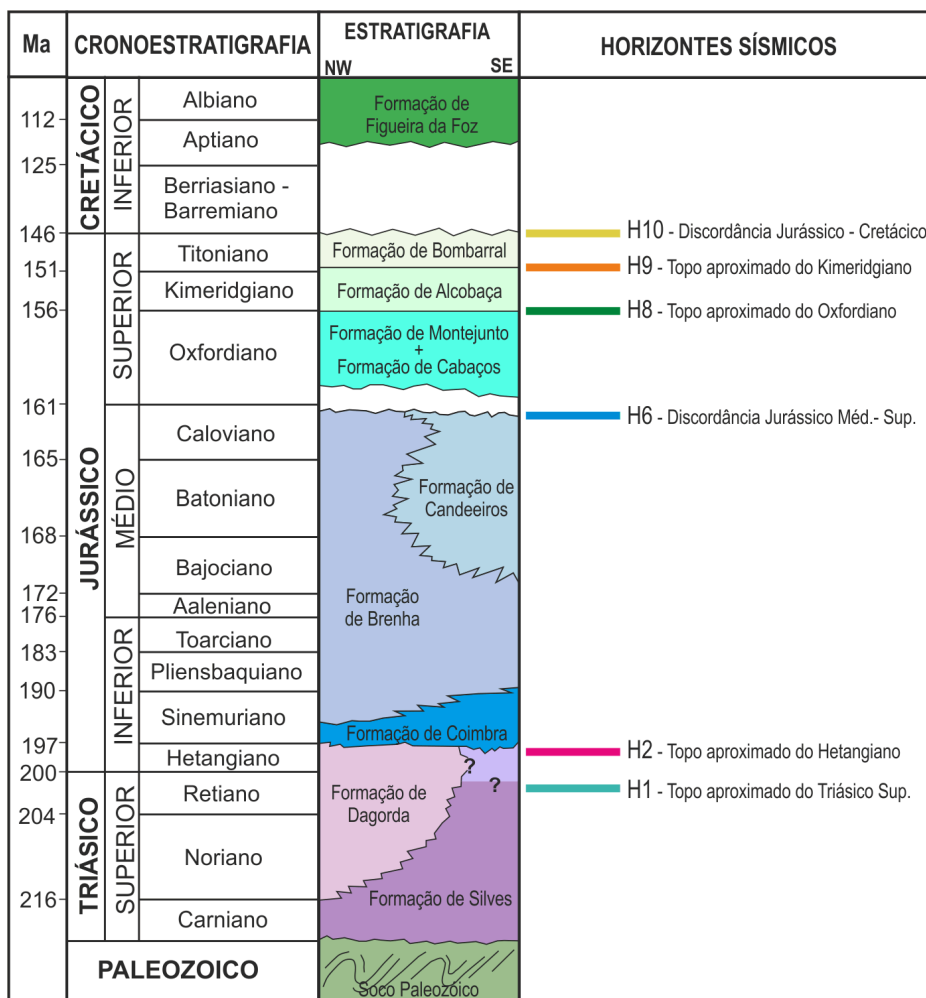 Ma
CRONOESTRATIGRAFIA
ESTRATIGRAFIA
NW
SE
HORIZONTES SÍSMICOS
CRETÁCICO
INFERIOR
Albiano
112
Aptiano
125
Berriasiano -
Barremiano
146
JURÁSSICO
SUPERIOR
Titoniano
151
Kimeridgiano
156
Oxfordiano
161
MÉDIO
Caloviano
165
Batoniano
168
Bajociano
172
Aaleniano
176
INFERIOR
Toarciano
183
Pliensbaquiano
190
Sinemuriano
197
Hetangiano
200
TRIÁSICO
SUPERIOR
Retiano
204
Noriano
216
Carniano
PALEOZOICO
Formação de
Figueira da Foz
Formação de Bombarral
Formação de Alcobaça
Formação de Montejunto
+
Formação de Cabaços
Formação de
Candeeiros
Formação
de Brenha
Formação de Coimbra
?
?
Formação de
Dagorda
Formação de Silves
Soco Paleozóico
H10 - Discordância Jurássico - Cretácico
H9 - Topo aproximado do Kimeridgiano
H8 - Topo aproximado do Oxfordiano
H6 - Discordância Jurássico Méd.- Sup.
H2 - Topo aproximado do Hetangiano
H1 - Topo aproximado do Triásico Sup.